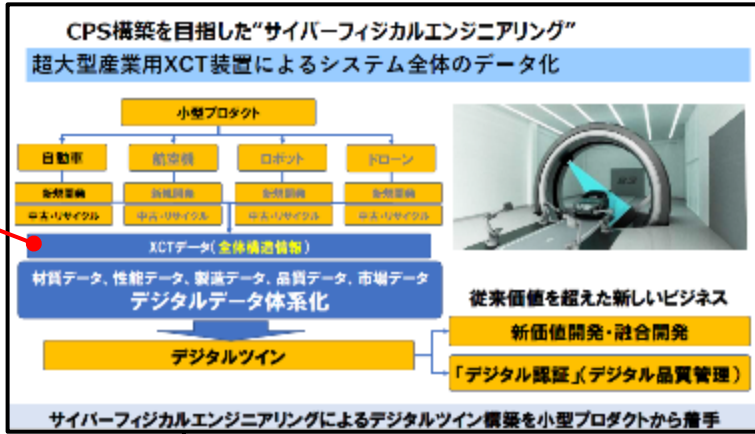 CPS構築を目指した“サイバーフィジカルエンジニアリング”
超大型産業用XCT装置によるシステム全体のデータ化
小型プロダクト
自動車 航空機 ロボット ドローン
新規開発 新規開発 新規開発 新規開発
中古・リサイクル 中古・リサイクル 中古・リサイクル 中古・リサイクル
XCTデータ(全体構造情報)
材質データ、性能データ、製造データ、品質データ、市場データ
デジタルデータ体系化
デジタルツイン
従来価値を超えた新しいビジネス
新価値開発・融合開発
「デジタル認証」(デジタル品質管理)
サイバーフィジカルエンジニアリングによるデジタルツイン構築を小型プロダクトから着手